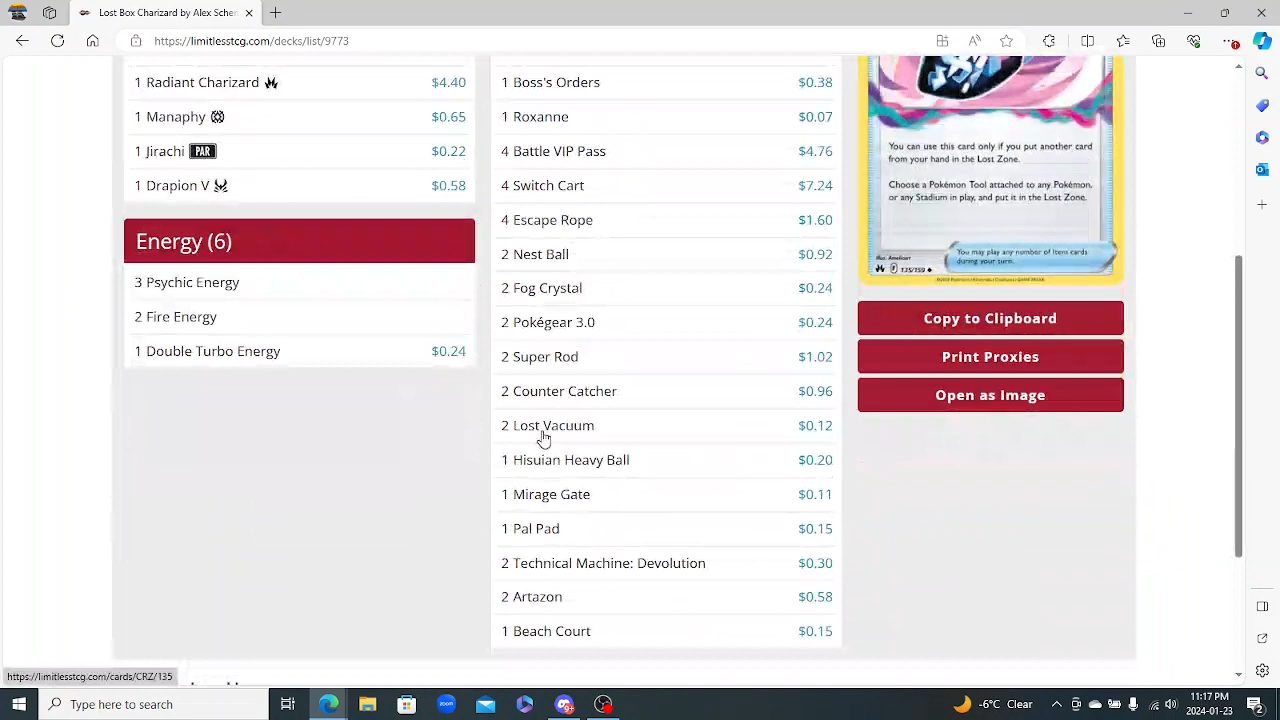 Lost Box Charizard by Alex Scher
https://limitlesstcg.com/decks/list/9773
1 Radiant Charizard $4.40
1 Manaphy $0.65
1 Jirachi PAR $0.22
1 Drapion V $0.58
Energy (6)
3 Psychic Energy
2 Fire Energy
1 Double Turbo Energy $0.24
1 Boss's Orders $0.38
1 Roxanne $0.07
4 Battle VIP Pass $4.76
4 Switch Cart $7.24
4 Escape Rope $1.60
2 Nest Ball $0.92
2 Fog Crystal $0.24
2 Pokégear 3.0 $0.24
2 Super Rod $1.02
2 Counter Catcher $0.96
2 Lost Vacuum $0.12
1 Hisuian Heavy Ball $0.20
1 Mirage Gate $0.11
1 Pal Pad $0.15
2 Technical Machine: Devolution $0.30
2 Artazon $0.58
1 Beach Court $0.15
You can use this card only if you put another card
from your hand in the Lost Zone.
Choose a Pokémon Tool attached to any Pokémon,
or any Stadium in play, and put it in the Lost Zone.
You may play any number of Item cards
during your turn.
135/159
Copy to Clipboard
Print Proxies
Open as Image
https://limitlesstcg.com/cards/CRZ/135
Type here to search
zoom
99
-5°C Clear
11:17 PM
2024-01-23